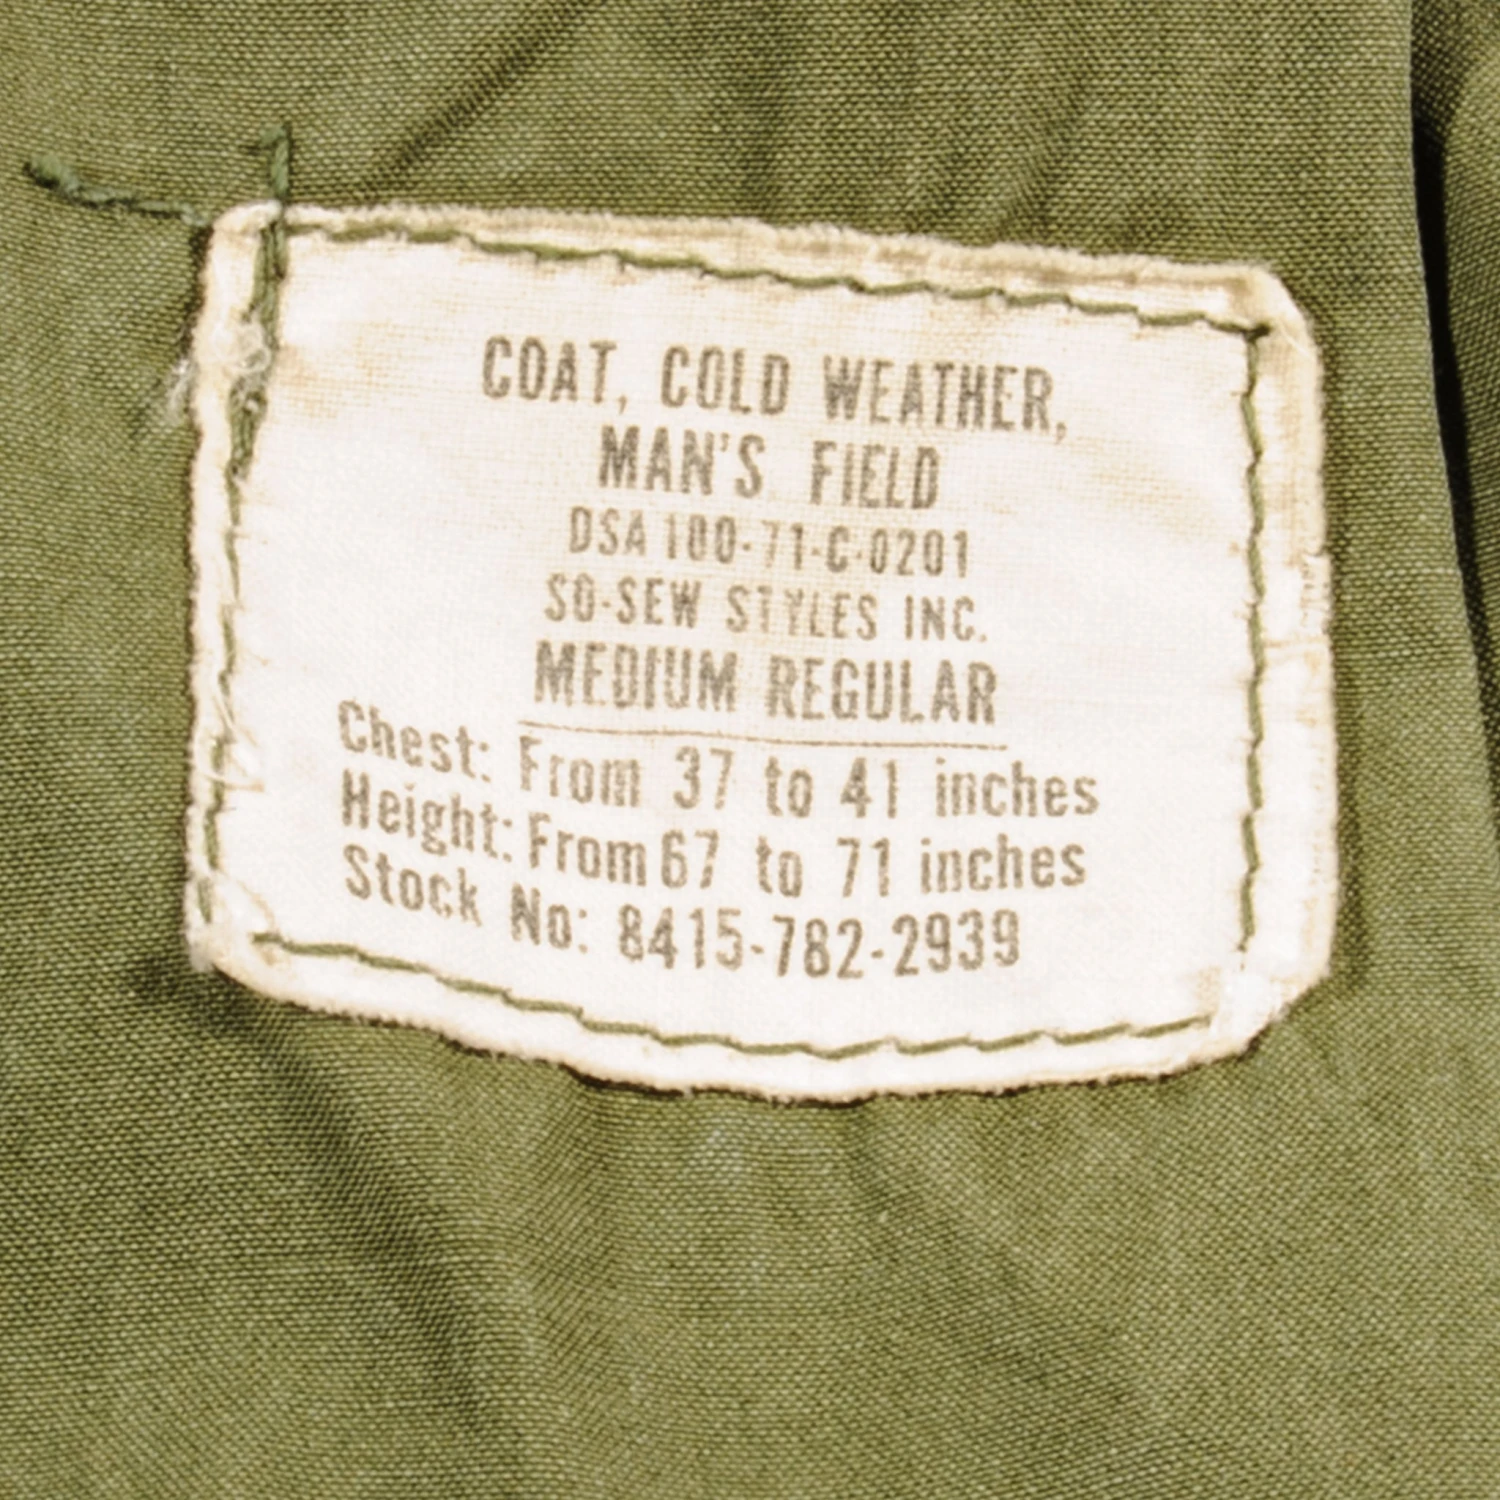 COAT, COLD WEATHER,
MAN'S FIELD
DSA 100-71-C-0201
SO-SEW STYLES INC.
MEDIUM REGULAR
Chest: From 37 to 41 inches
Height: From 67 to 71 inches
Stock No: 8415-782-2939